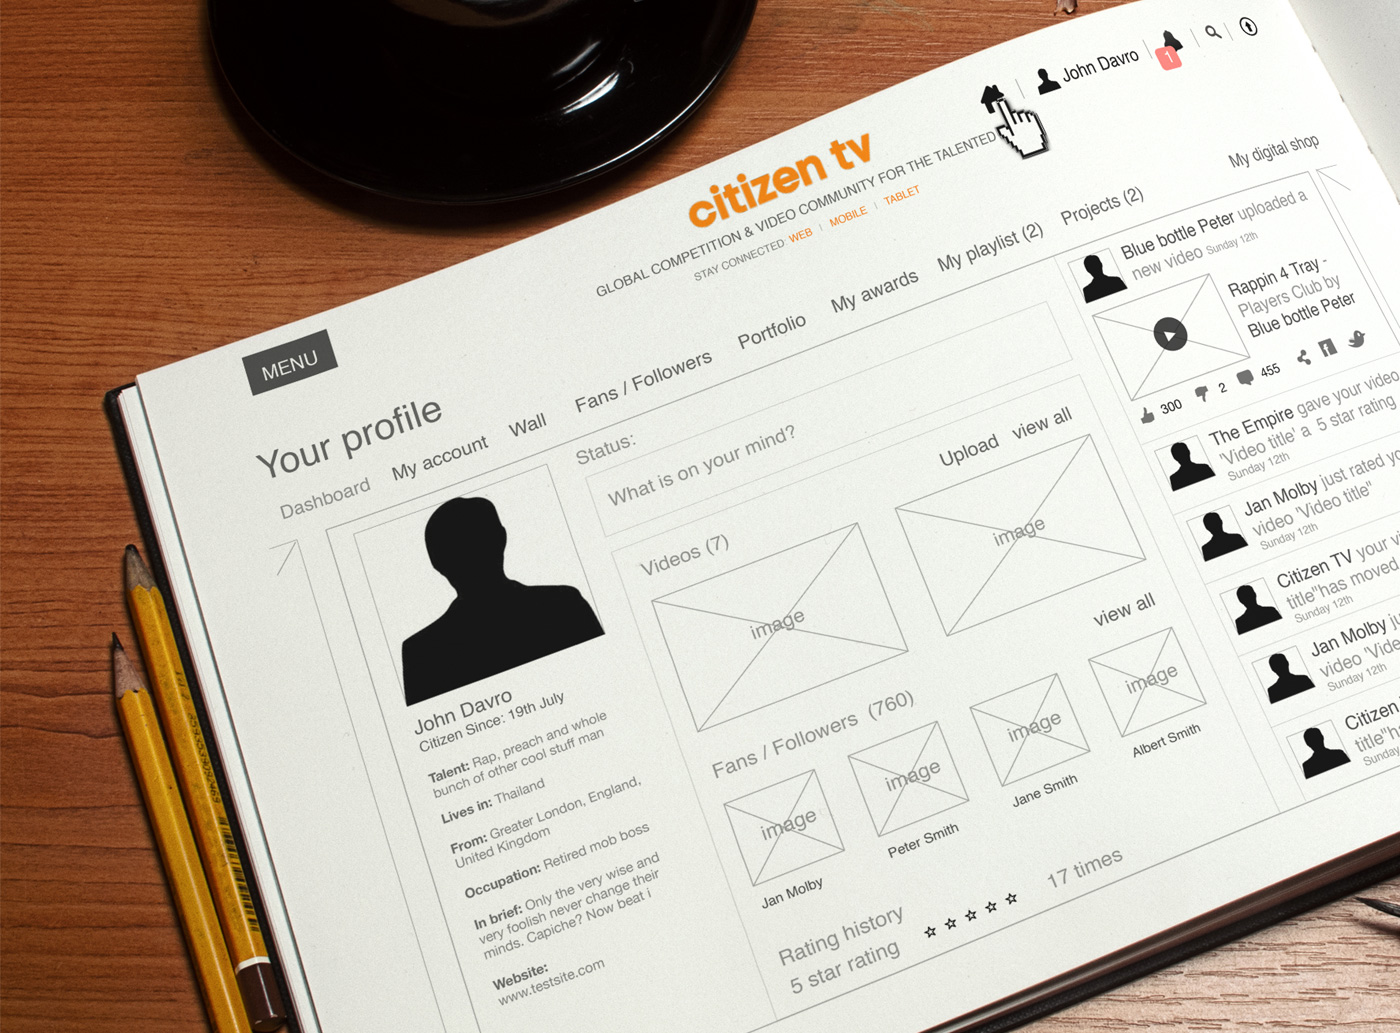 John Davro
1
citizen tv
GLOBAL COMPETITION & VIDEO COMMUNITY FOR THE TALENTED
STAY CONNECTED: WEB | MOBILE | TABLET
MENU
Your profile
Dashboard My account Wall Fans / Followers Portfolio My awards My playlist (2) Projects (2) My digital shop
John Davro
Citizen Since: 19th July
Talent: Rap, preach and whole
bunch of other cool stuff man
Lives in: Thailand
From: Greater London, England,
United Kingdom
Occupation: Retired mob boss
In brief: Only the very wise and
very foolish never change their
minds. Capiche? Now beat i
Website:
www.testsite.com
Status:
What is on your mind?
Videos (7)
Upload view all
image
image
Fans / Followers (760)
view all
image
image
image
image
Jan Molby
Peter Smith
Jane Smith
Albert Smith
Rating history
5 star rating
17 times
Blue bottle Peter uploaded a
new video Sunday 12th
Rappin 4 Tray -
Players Club by
Blue bottle Peter
300 2 455
The Empire gave your video
'Video title' a 5 star rating
Sunday 12th
Jan Molby just rated yo
video 'Video title"
Sunday 12th
Citizen TV your vi
title"has moved
Sunday 12th
Jan Molby ju
video 'Vide
Sunday 12th
Citizen
title"h
Sunday